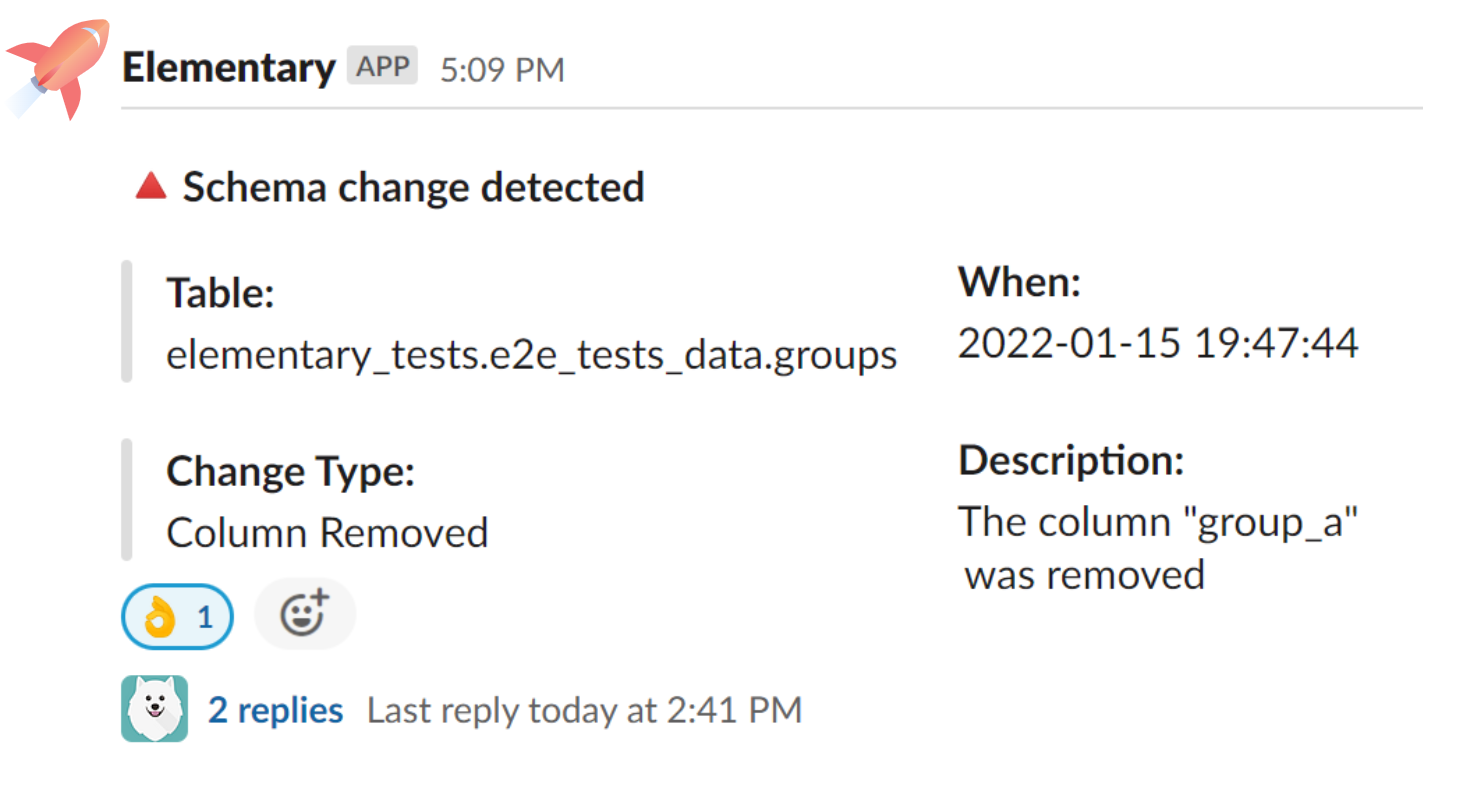 Elementary APP 5:09 PM
Schema change detected
Table:
elementary_tests.e2e_tests_data.groups
When:
2022-01-15 19:47:44
Change Type:
Column Removed
Description:
The column "group_a"
was removed
1
2 replies Last reply today at 2:41 PM